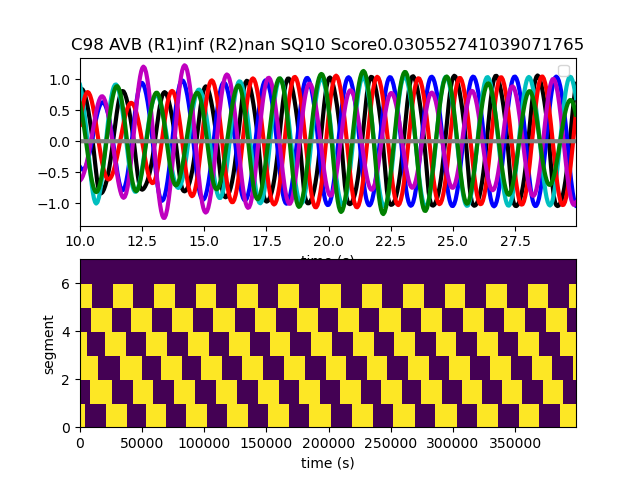 C98 AVB (R1)inf (R2)nan SQ10 Score0.030552741039071765
1.0
0.5
0.0
−0.5
−1.0
10.0 12.5 15.0 17.5 20.0 22.5 25.0 27.5
time (s)
6
4
2
0
segment
0 50000 100000 150000 200000 250000 300000 350000
time (s)